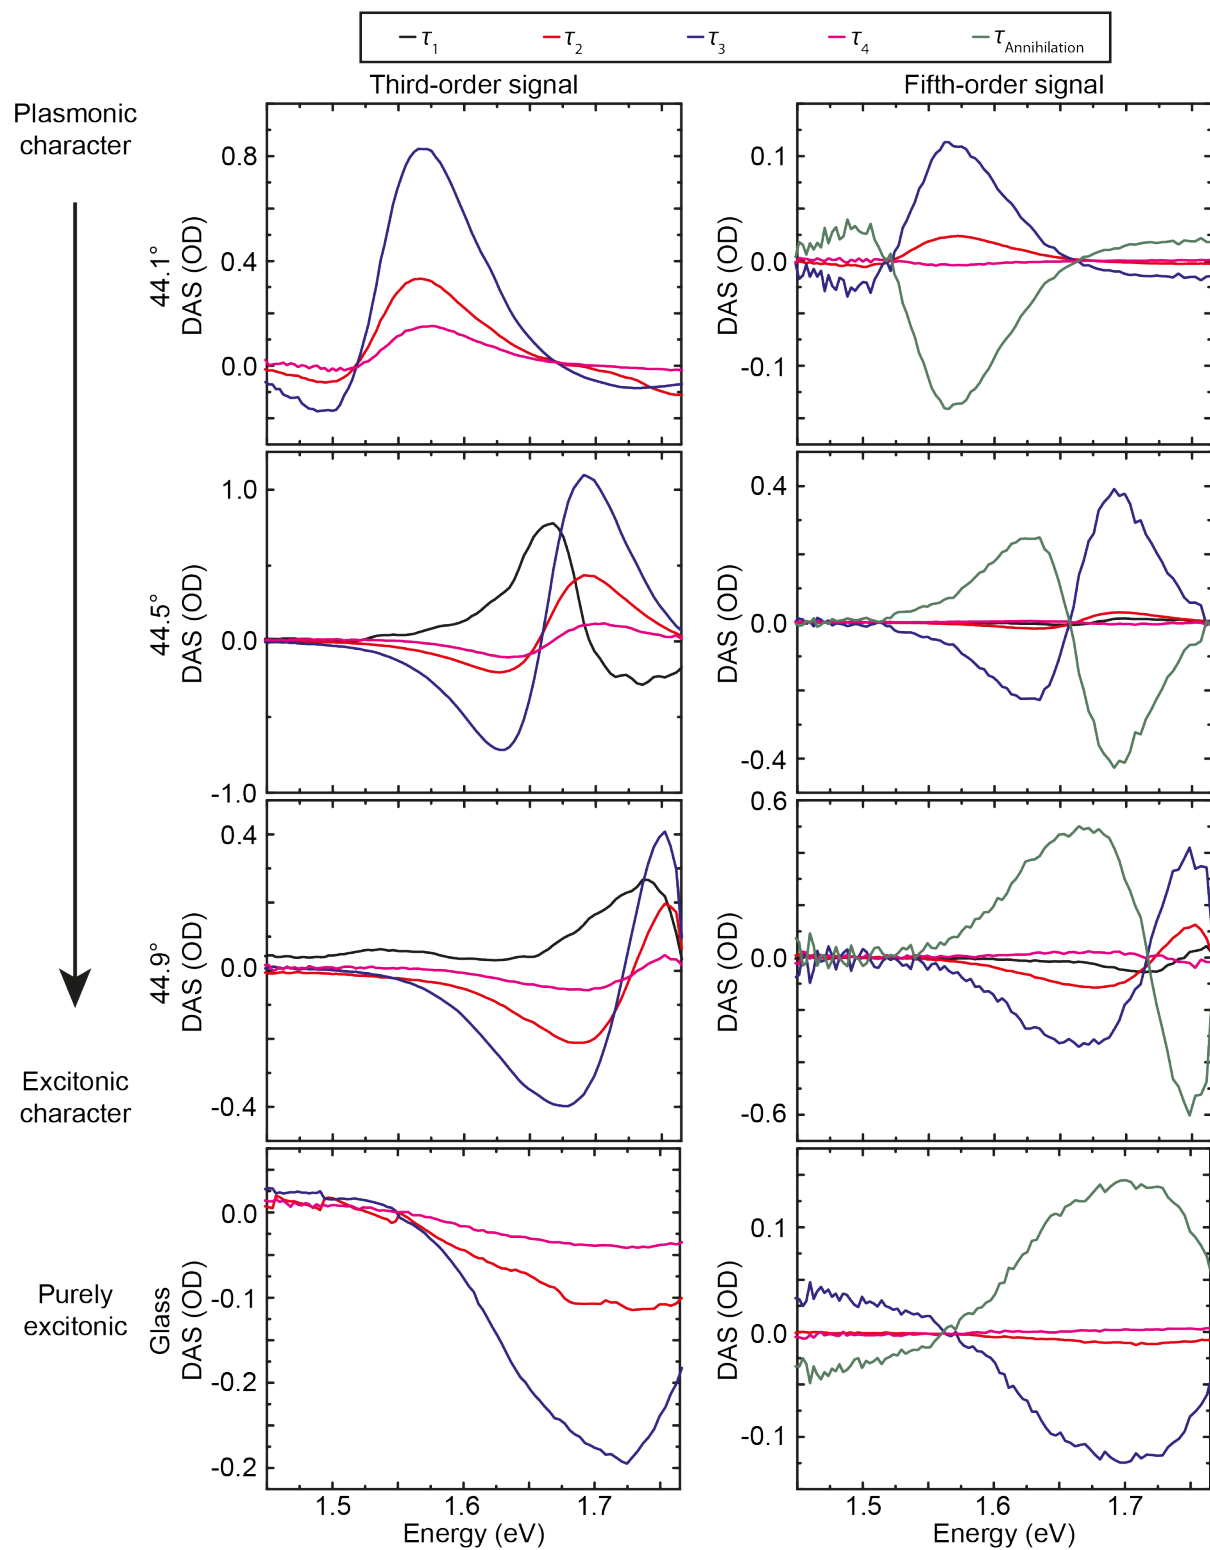 τ1 τ2 τ3 τ4 τAnnihilation
Third-order signal
Fifth-order signal
Plasmonic
character
Excitonic
character
Purely
excitonic
44.1°
DAS (OD)
0.8
0.4
0.0
DAS (OD)
0.1
0.0
-0.1
44.5°
DAS (OD)
1.0
0.0
-1.0
DAS (OD)
0.4
0.0
-0.4
44.9°
DAS (OD)
0.4
0.0
-0.4
DAS (OD)
0.6
0.0
-0.6
Glass
DAS (OD)
0.0
-0.1
-0.2
-0.2
DAS (OD)
0.1
0.0
-0.1
1.5 1.6 1.7
Energy (eV)
1.5 1.6 1.7
Energy (eV)